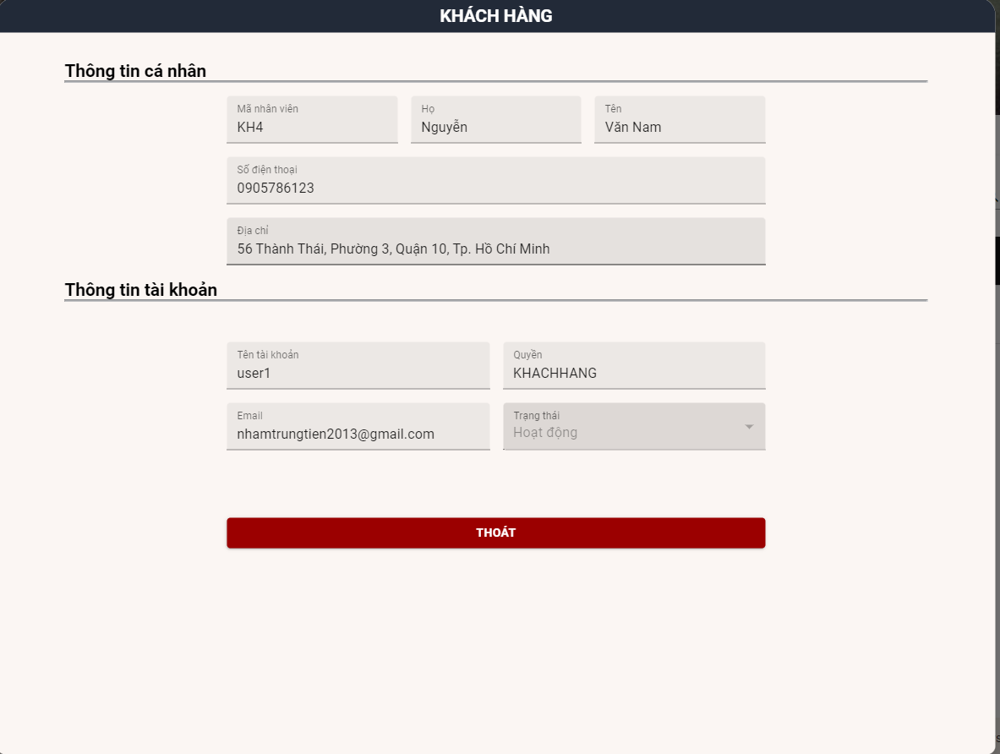 KHÁCH HÀNG
Thông tin cá nhân
Mã nhân viên
KH4
Họ
Nguyễn
Tên
Văn Nam
Số điện thoại
0905786123
Địa chỉ
56 Thành Thái, Phường 3, Quận 10, Tp. Hồ Chí Minh
Thông tin tài khoản
Tên tài khoản
user1
Quyền
KHACHHANG
Email
nhamtrungtien2013@gmail.com
Trạng thái
Hoạt động
THOÁT